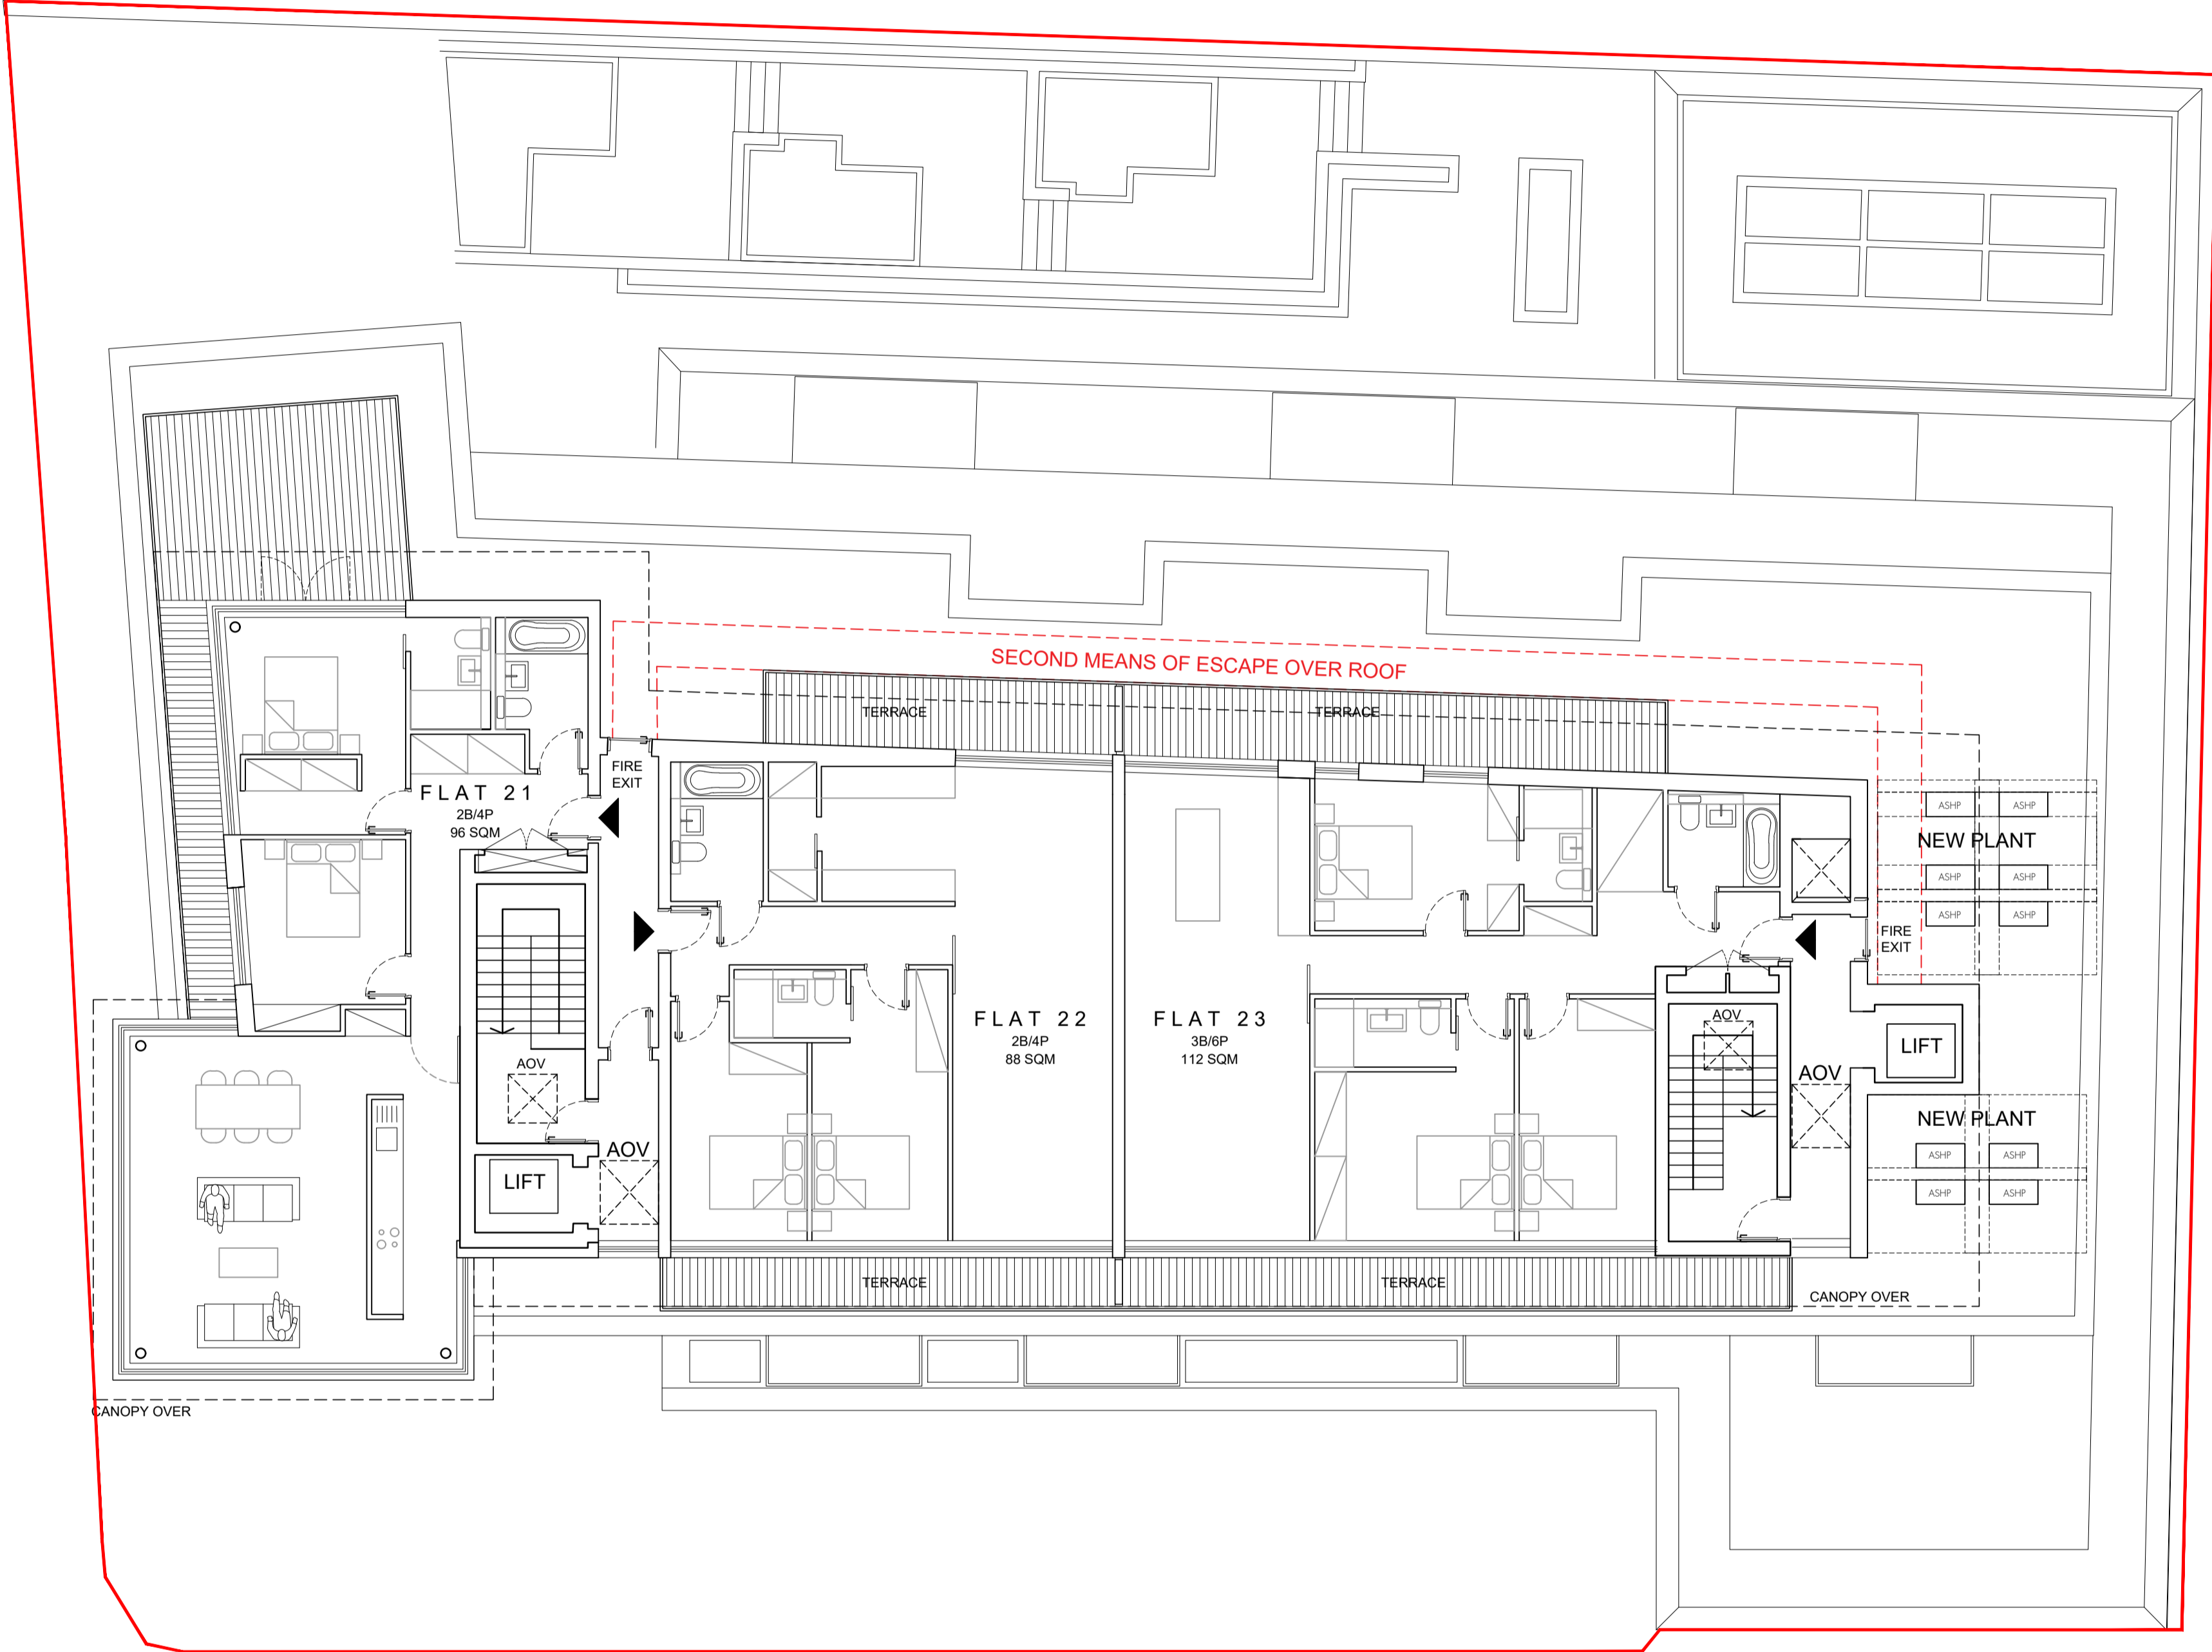 SECOND MEANS OF ESCAPE OVER ROOF
TERRACE
TERRACE
FIRE
EXIT
FLAT 21
2B/4P
96 SQM
ASHP
ASHP
NEW PLANT
ASHP
ASHP
ASHP
ASHP
FIRE
EXIT
FLAT 22
2B/4P
88 SQM
FLAT 23
3B/6P
112 SQM
AOV
AOV
LIFT
AOV
AOV
LIFT
NEW PLANT
ASHP
ASHP
ASHP
ASHP
TERRACE
TERRACE
CANOPY OVER
CANOPY OVER